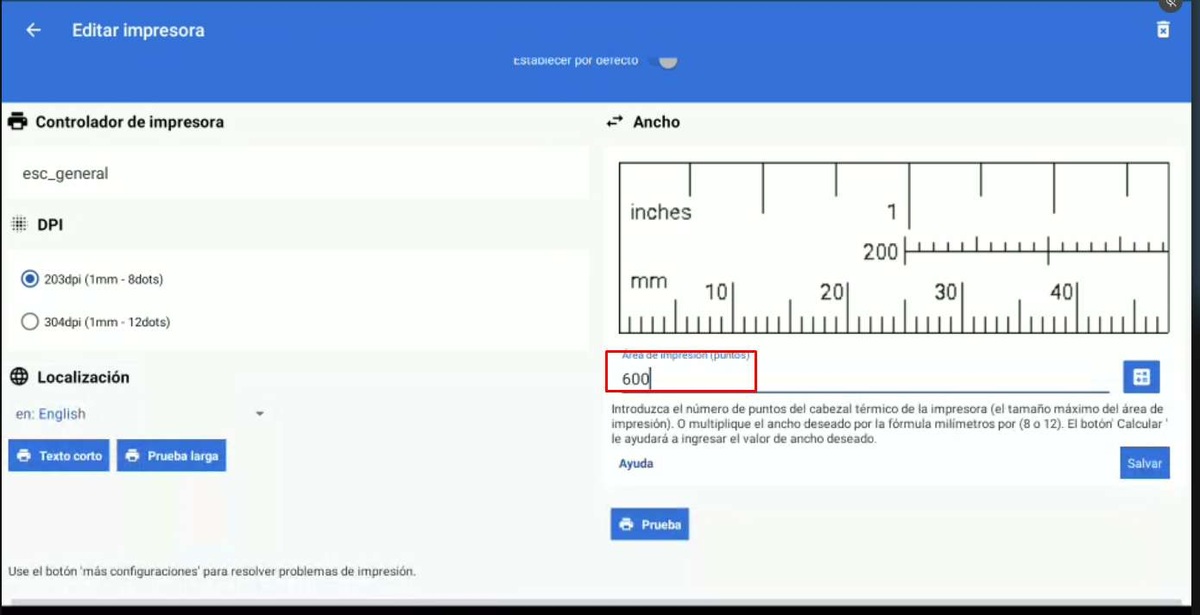 Editar impresora
Establecer por defecto
Controlador de impresora
esc_general
DPI
203dpi (1mm - 8dots)
304dpi (1mm - 12dots)
Localización
en: English
Texto corto
Prueba larga
Use el botón 'más configuraciones' para resolver problemas de impresión.
Ancho
inches
1
200
mm
10
20
30
40
Área de impresión (puntos)
600
Introduzca el número de puntos del cabezal térmico de la impresora (el tamaño máximo del área de
impresión). O multiplique el ancho deseado por la fórmula milímetros por (8 o 12). El botón' Calcular '
le ayudará a ingresar el valor de ancho deseado.
Ayuda
Salvar
Prueba